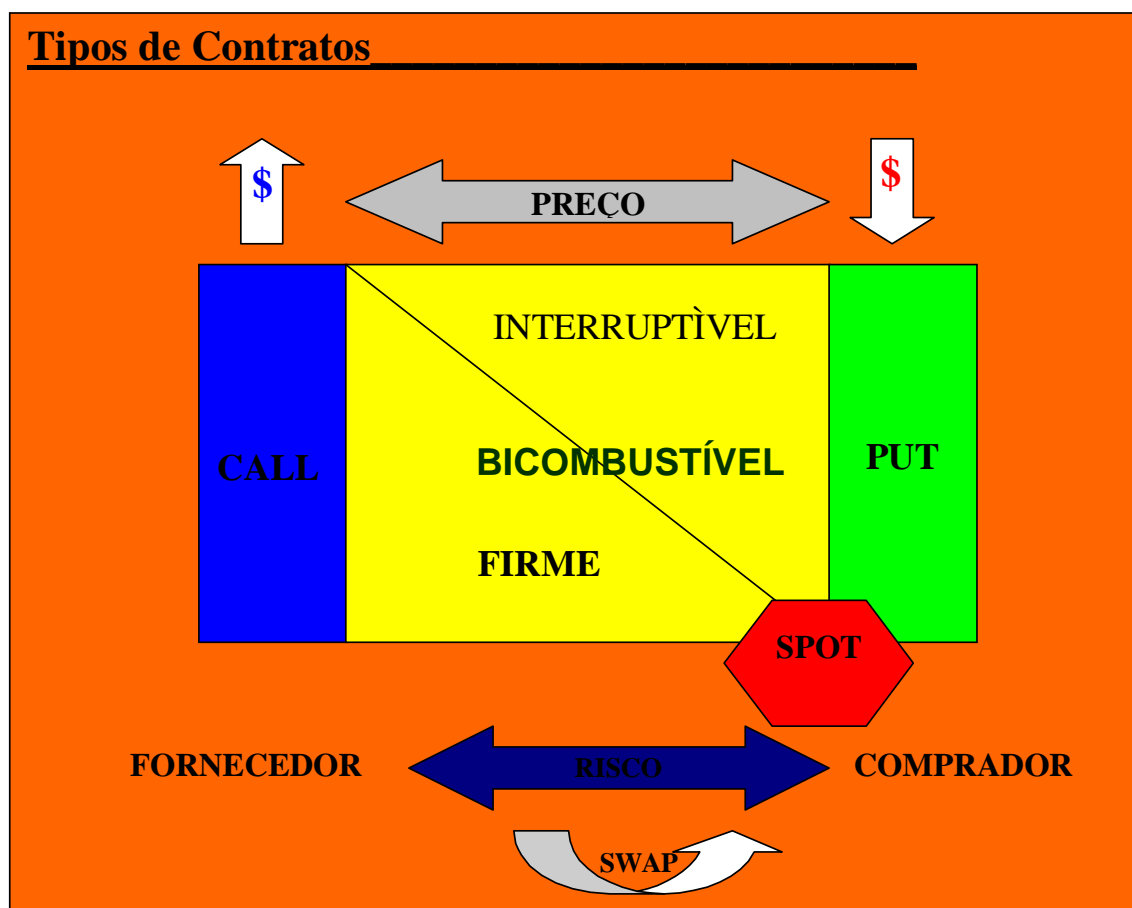 Tipos de Contratos
$
$
PREÇO
INTERRUPTÌVEL
CALL
BICOMBUSTÍVEL
PUT
FIRME
SPOT
FORNECEDOR
RISCO
COMPRADOR
SWAP